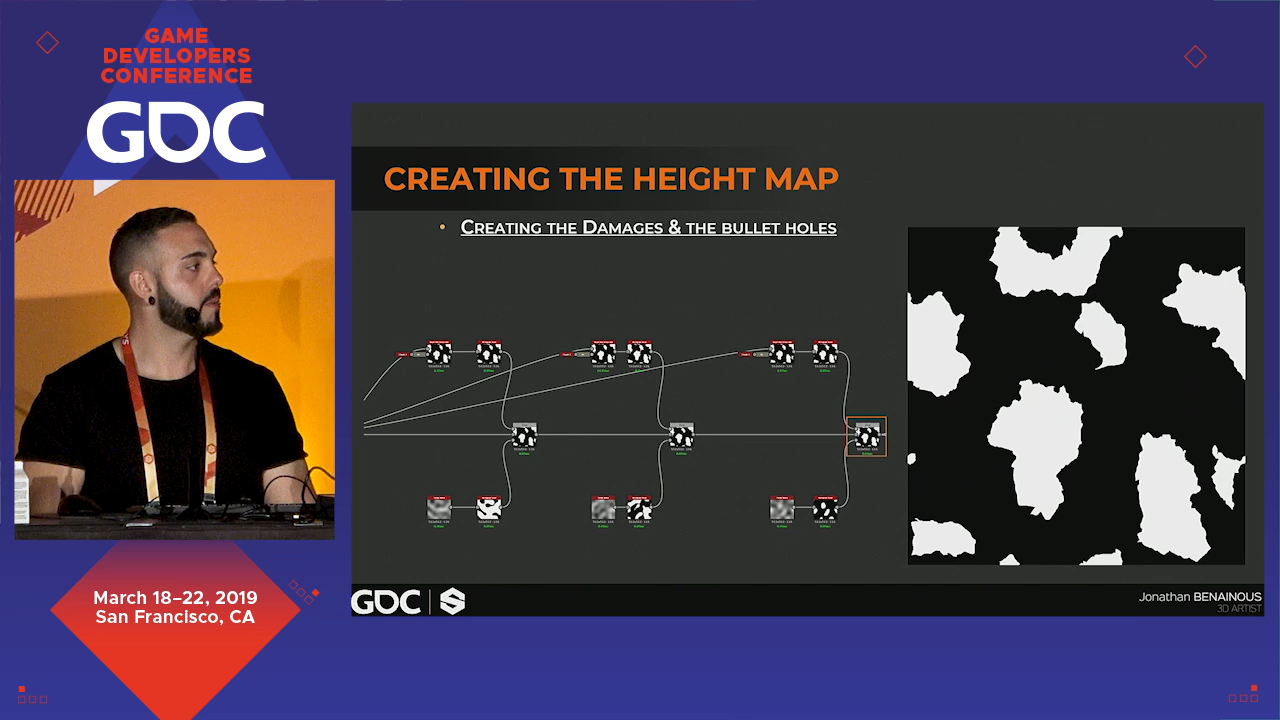 GAME
DEVELOPERS
CONFERENCE
GDC
CREATING THE HEIGHT MAP
• Creating the Damages & the bullet holes
GDC
Jonathan BENAINOUS
3D ARTIST
March 18–22, 2019
San Francisco, CA